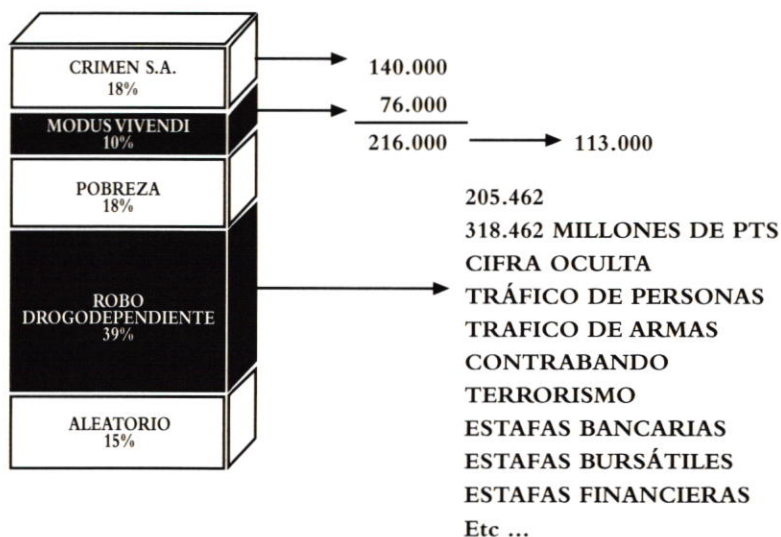 CRIMEN S.A.
18%
MODUS VIVENDI
10%
POBREZA
18%
ROBO
DROGODEPENDIENTE
39%
ALEATORIO
15%
140.000
76.000
216.000
113.000
205.462
318.462 MILLONES DE PTS
CIFRA OCULTA
TRÁFICO DE PERSONAS
TRAFICO DE ARMAS
CONTRABANDO
TERRORISMO
ESTAFAS BANCARIAS
ESTAFAS BURSÁTILES
ESTAFAS FINANCIERAS
Etc ...